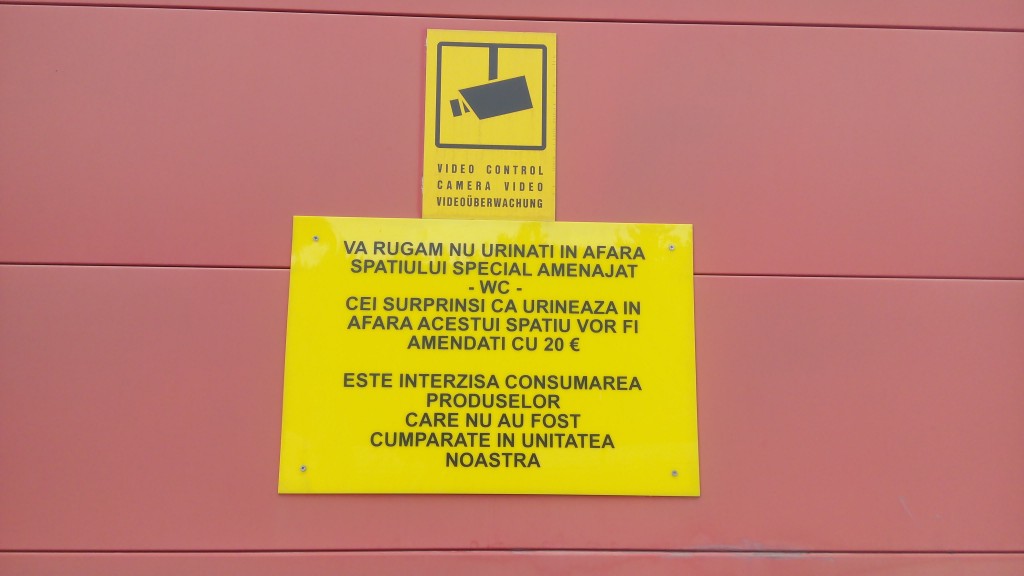 VIDEO CONTROL
CAMERA VIDEO
VIDEOÜBERWACHUNG
VA RUGAM NU URINATI IN AFARA
SPATIULUI SPECIAL AMENAJAT
- WC -
CEI SURPRINSI CA URINEAZA IN
AFARA ACESTUI SPATIU VOR FI
AMENDATI CU 20 €
ESTE INTERZISA CONSUMAREA
PRODUSELOR
CARE NU AU FOST
CUMPARATE IN UNITATEA
NOASTRA